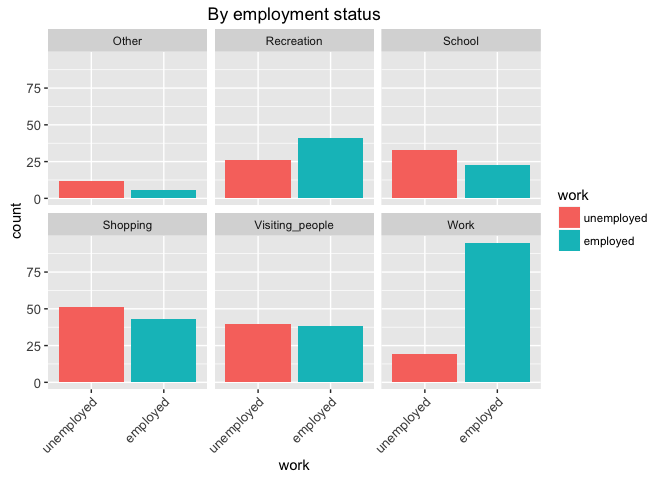 By employment status
Other
Recreation
School
75
50
25
0
Shopping
Visiting_people
Work
75
50
25
0
count
unemployed
employed
unemployed
employed
unemployed
employed
work
work
unemployed
employed